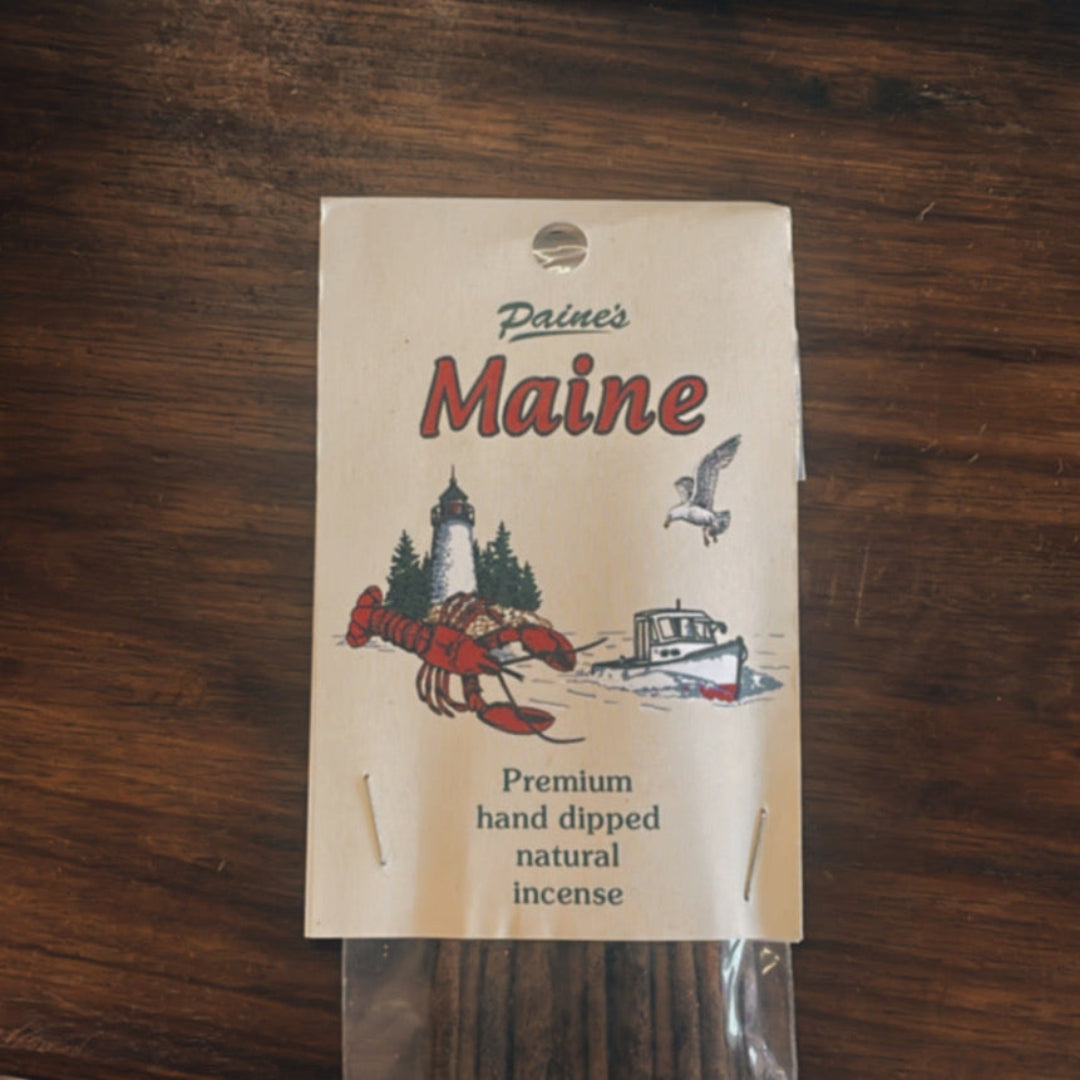 Paine's
Maine
Premium
hand dipped
natural
incense